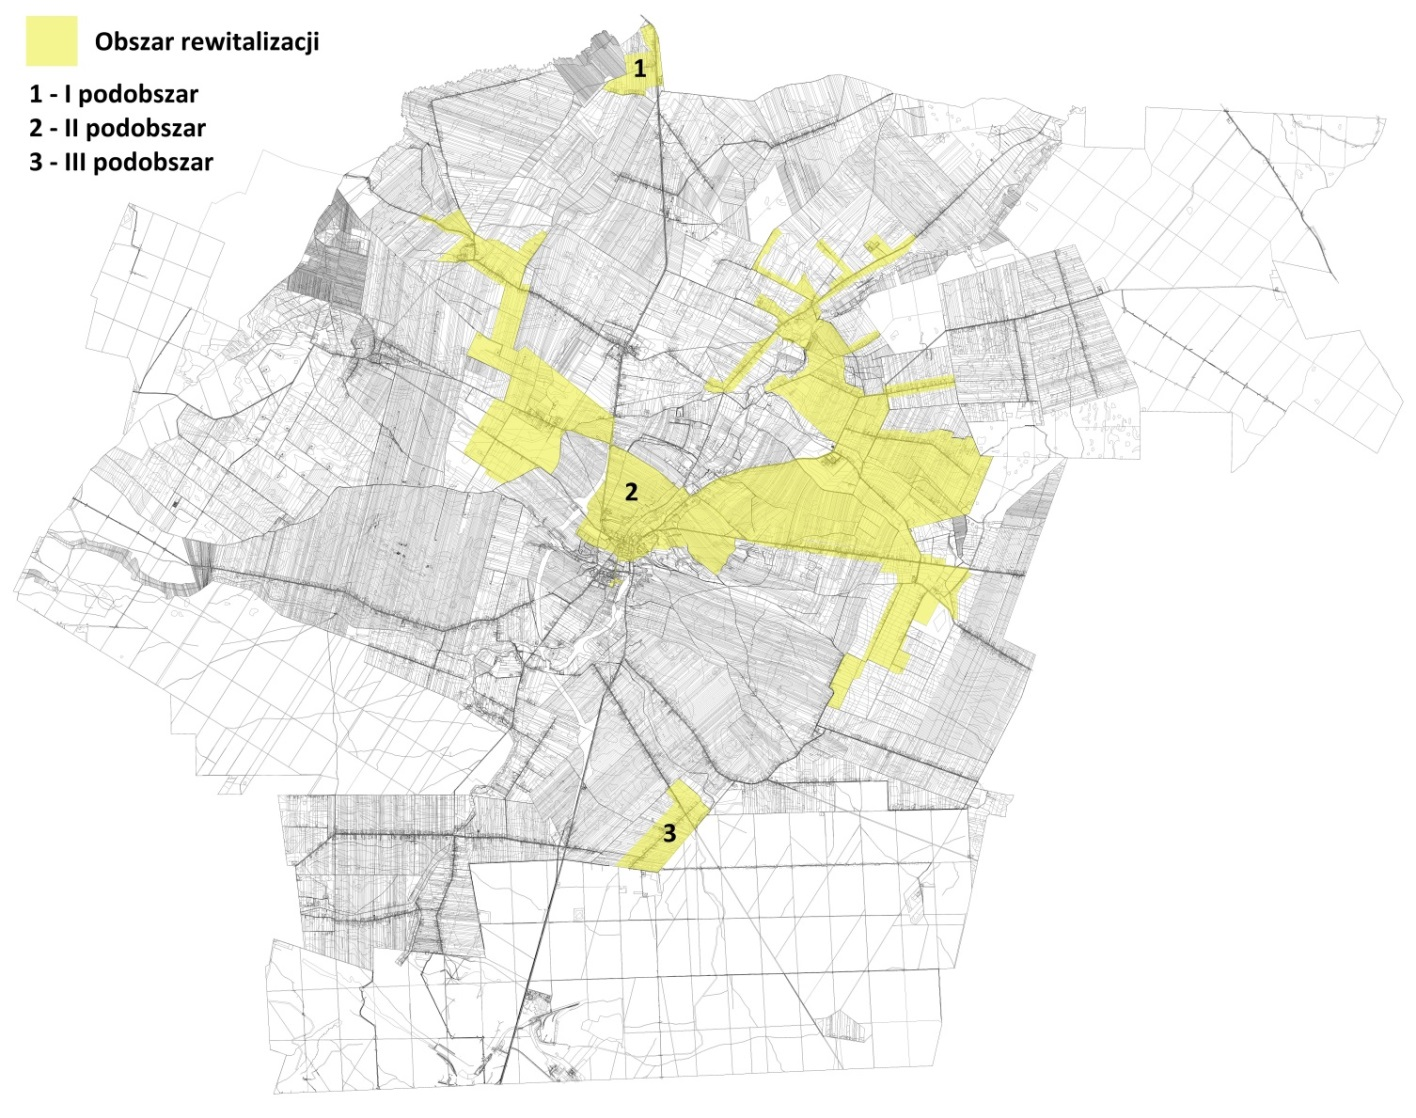 Obszar rewitalizacji
1 - I podobszar
2 - II podobszar
3 - III podobszar
1
2
3